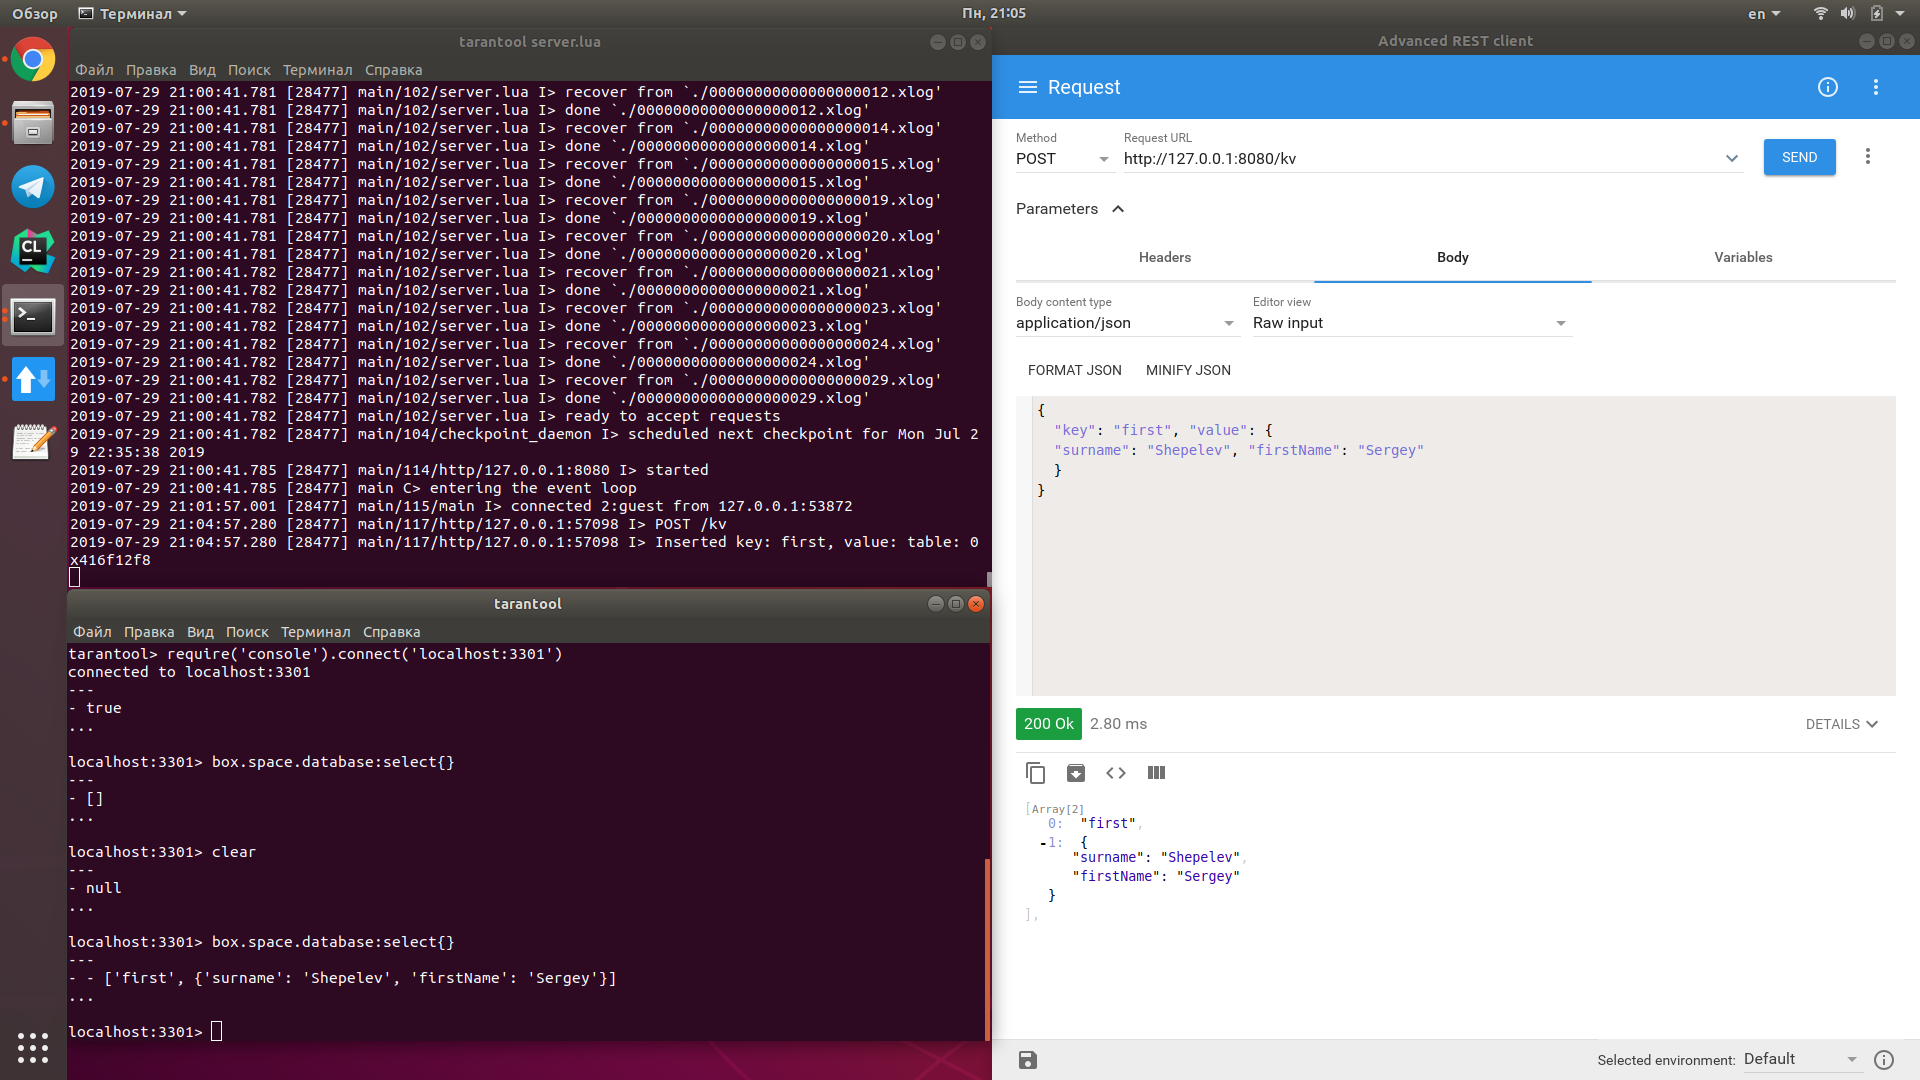 Обзор
Терминал
Пн, 21:05
en
tarantool server.lua
Файл Правка Вид Поиск Терминал Справка
2019-07-29 21:00:41.781 [28477] main/102/server.lua I> recover from `./00000000000000000012.xlog'
2019-07-29 21:00:41.781 [28477] main/102/server.lua I> done `./00000000000000000012.xlog'
2019-07-29 21:00:41.781 [28477] main/102/server.lua I> recover from `./00000000000000000014.xlog'
2019-07-29 21:00:41.781 [28477] main/102/server.lua I> done `./00000000000000000014.xlog'
2019-07-29 21:00:41.781 [28477] main/102/server.lua I> recover from `./00000000000000000015.xlog'
2019-07-29 21:00:41.781 [28477] main/102/server.lua I> done `./00000000000000000015.xlog'
2019-07-29 21:00:41.781 [28477] main/102/server.lua I> recover from `./00000000000000000019.xlog'
2019-07-29 21:00:41.781 [28477] main/102/server.lua I> done `./00000000000000000019.xlog'
2019-07-29 21:00:41.781 [28477] main/102/server.lua I> recover from `./00000000000000000020.xlog'
2019-07-29 21:00:41.781 [28477] main/102/server.lua I> done `./00000000000000000020.xlog'
2019-07-29 21:00:41.782 [28477] main/102/server.lua I> recover from `./00000000000000000021.xlog'
2019-07-29 21:00:41.782 [28477] main/102/server.lua I> done `./00000000000000000021.xlog'
2019-07-29 21:00:41.782 [28477] main/102/server.lua I> recover from `./00000000000000000023.xlog'
2019-07-29 21:00:41.782 [28477] main/102/server.lua I> done `./00000000000000000023.xlog'
2019-07-29 21:00:41.782 [28477] main/102/server.lua I> recover from `./00000000000000000024.xlog'
2019-07-29 21:00:41.782 [28477] main/102/server.lua I> done `./00000000000000000024.xlog'
2019-07-29 21:00:41.782 [28477] main/102/server.lua I> recover from `./00000000000000000029.xlog'
2019-07-29 21:00:41.782 [28477] main/102/server.lua I> done `./00000000000000000029.xlog'
2019-07-29 21:00:41.782 [28477] main/102/server.lua I> ready to accept requests
2019-07-29 21:00:41.782 [28477] main/104/checkpoint_daemon I> scheduled next checkpoint for Mon Jul 2
9 22:35:38 2019
2019-07-29 21:00:41.785 [28477] main/114/http/127.0.0.1:8080 I> started
2019-07-29 21:00:41.785 [28477] main C> entering the event loop
2019-07-29 21:01:57.001 [28477] main/115/main I> connected 2:guest from 127.0.0.1:53872
2019-07-29 21:04:57.280 [28477] main/117/http/127.0.0.1:57098 I> POST /kv
2019-07-29 21:04:57.280 [28477] main/117/http/127.0.0.1:57098 I> Inserted key: first, value: table: 0
x416f12f8
tarantool
Файл Правка Вид Поиск Терминал Справка
tarantool> require('console').connect('localhost:3301')
connected to localhost:3301
---
- true
...
localhost:3301> box.space.database:select{}
---
- []
...
localhost:3301> clear
---
- null
...
localhost:3301> box.space.database:select{}
---
- - ['first', {'surname': 'Shepelev', 'firstName': 'Sergey'}]
...
localhost:3301>
CL
Advanced REST client
Request
Method
Request URL
POST
http://127.0.0.1:8080/kv
SEND
Parameters
Headers
Body
Variables
Body content type
Editor view
application/json
Raw input
FORMAT JSON
MINIFY JSON
{
"key": "first", "value": {
"surname": "Shepelev", "firstName": "Sergey"
}
}
200 Ok
2.80 ms
DETAILS
[Array[2]
0: "first",
-1: {
"surname": "Shepelev",
"firstName": "Sergey"
}
],
Selected environment:
Default